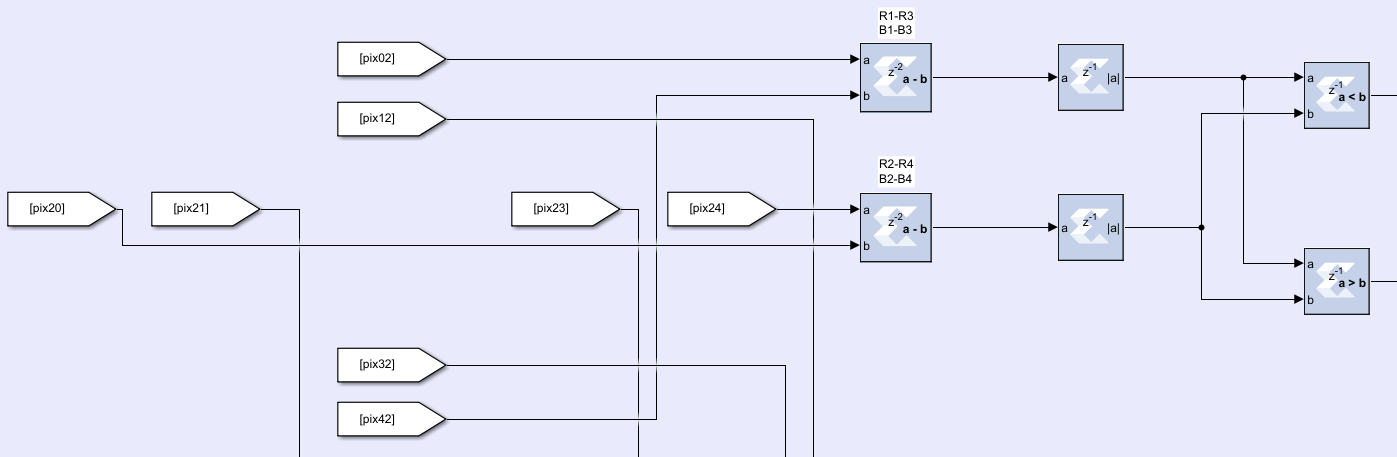 R1-R3
B1-B3
[pix02]
a
z-2
a - b
b
a
z-1
|a|
a
z-1
a < b
b
[pix12]
R2-R4
B2-B4
[pix20]
[pix21]
[pix23]
[pix24]
a
z-2
a - b
b
a
z-1
|a|
a
z-1
a > b
b
[pix32]
[pix42]